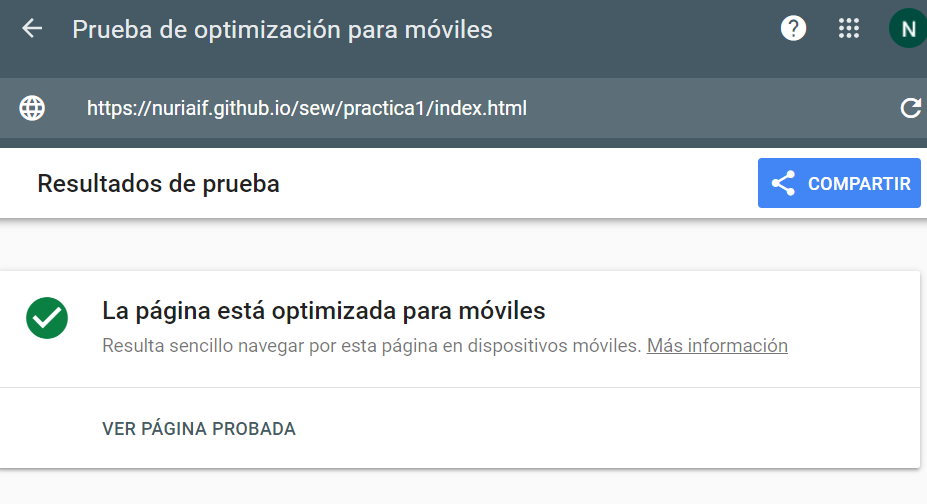 Prueba de optimización para móviles
?
N
https://nuriaif.github.io/sew/practica1/index.html
Resultados de prueba
COMPARTIR
La página está optimizada para móviles
Resulta sencillo navegar por esta página en dispositivos móviles. Más información
VER PÁGINA PROBADA